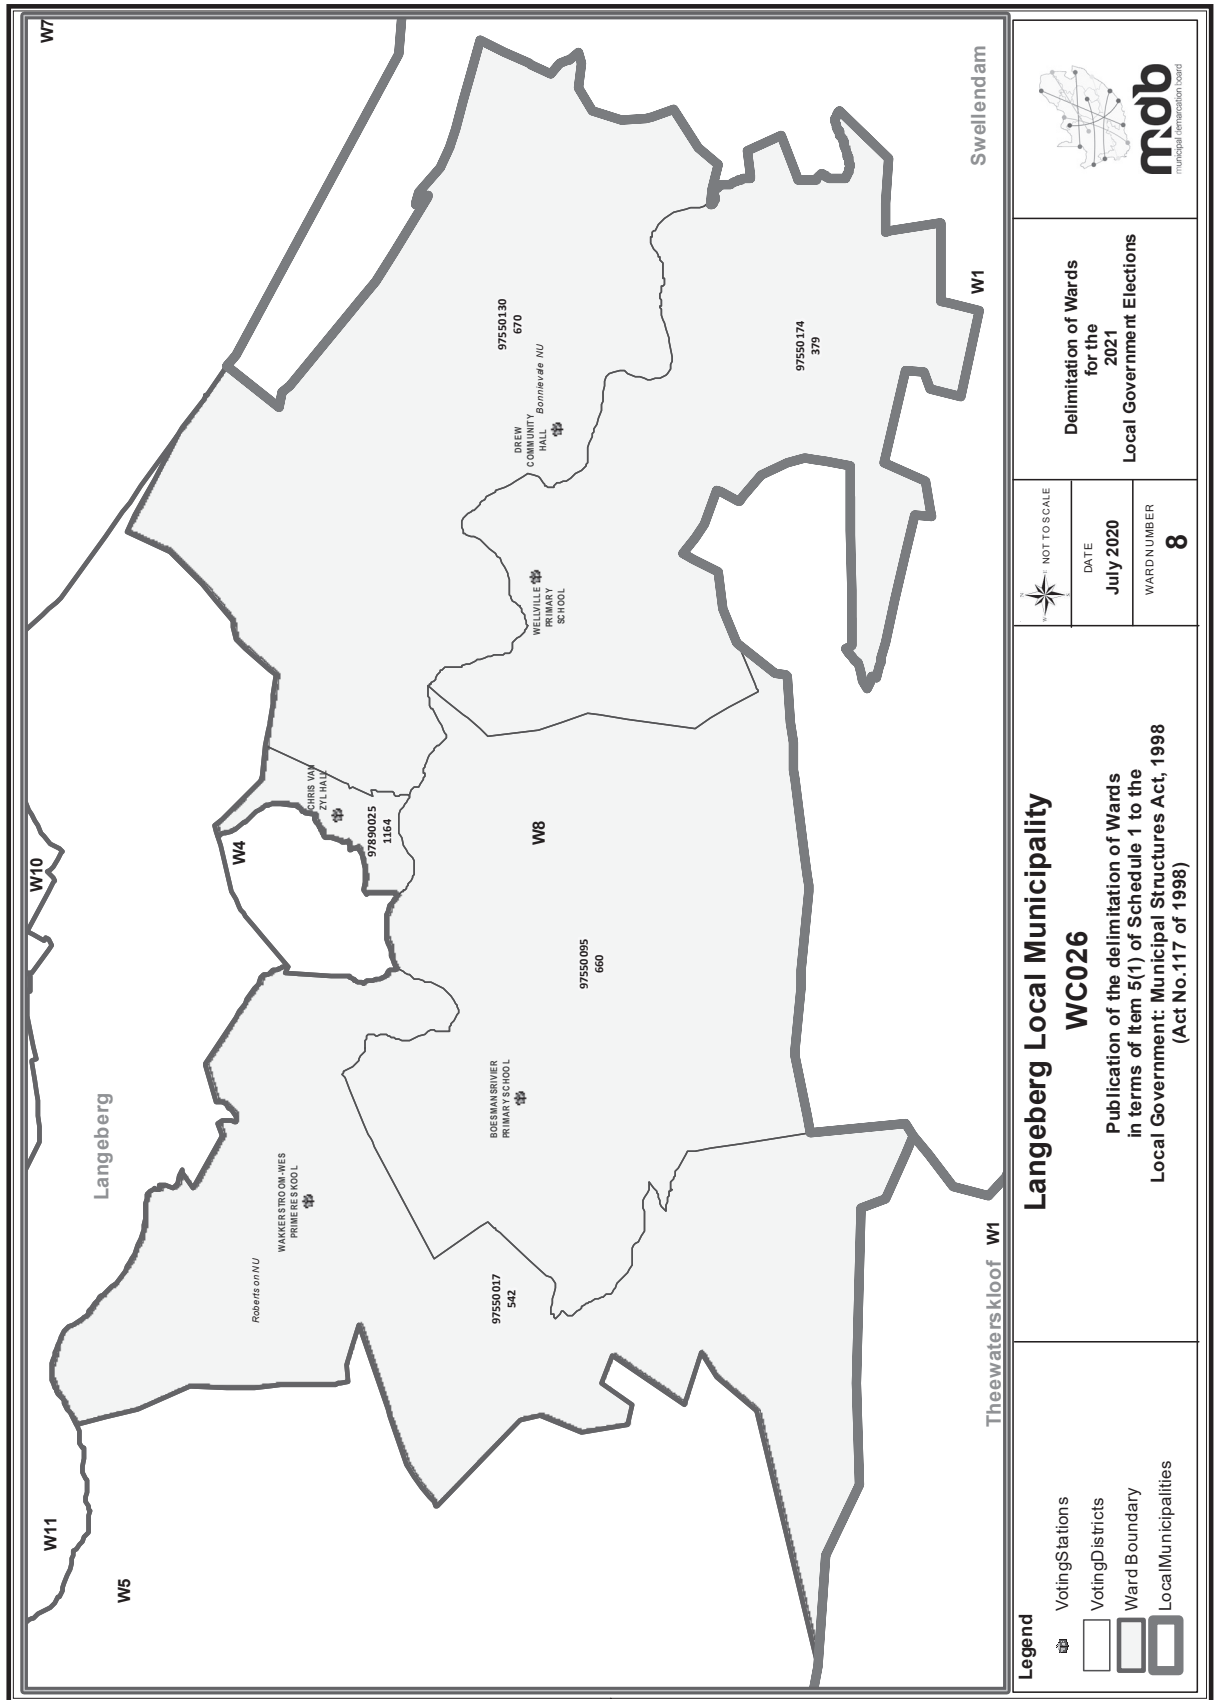 W7
Swellendam
W1
97550130
670
Bonnievale NU
DREW
COMMUNITY
HALL
97550174
379
WELLVILLE
PRIMARY
SCHOOL
CHRIS VAN
ZYL HALL
97890025
1164
W4
W10
W8
97550095
660
BOESMANSRIVIER
PRIMARY SCHOOL
Langeberg
WAKKERSTROOM-WES
PRIMERE SKOOL
Robertson NU
97550017
542
W1
Theewaterskloof
W11
W5
Legend
VotingStations
VotingDistricts
Ward Boundary
LocalMunicipalities
Langeberg Local Municipality
WC026
Publication of the delimitation of Wards
in terms of Item 5(1) of Schedule 1 to the
Local Government: Municipal Structures Act, 1998
(Act No.117 of 1998)
N
W
E
S
NOT TO SCALE
DATE
July 2020
WARD NUMBER
8
Delimitation of Wards
for the
2021
Local Government Elections
mdb
municipal demarcation board